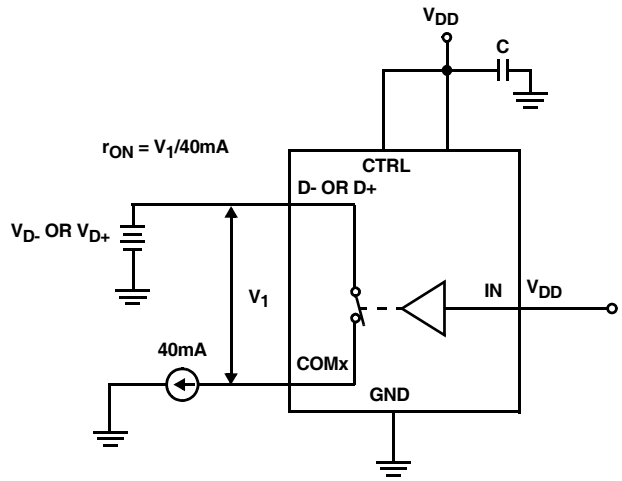 VDD
C
rON = V1/40mA
CTRL
D- OR D+
VD- OR VD+
V1
IN
VDD
40mA
COMx
GND